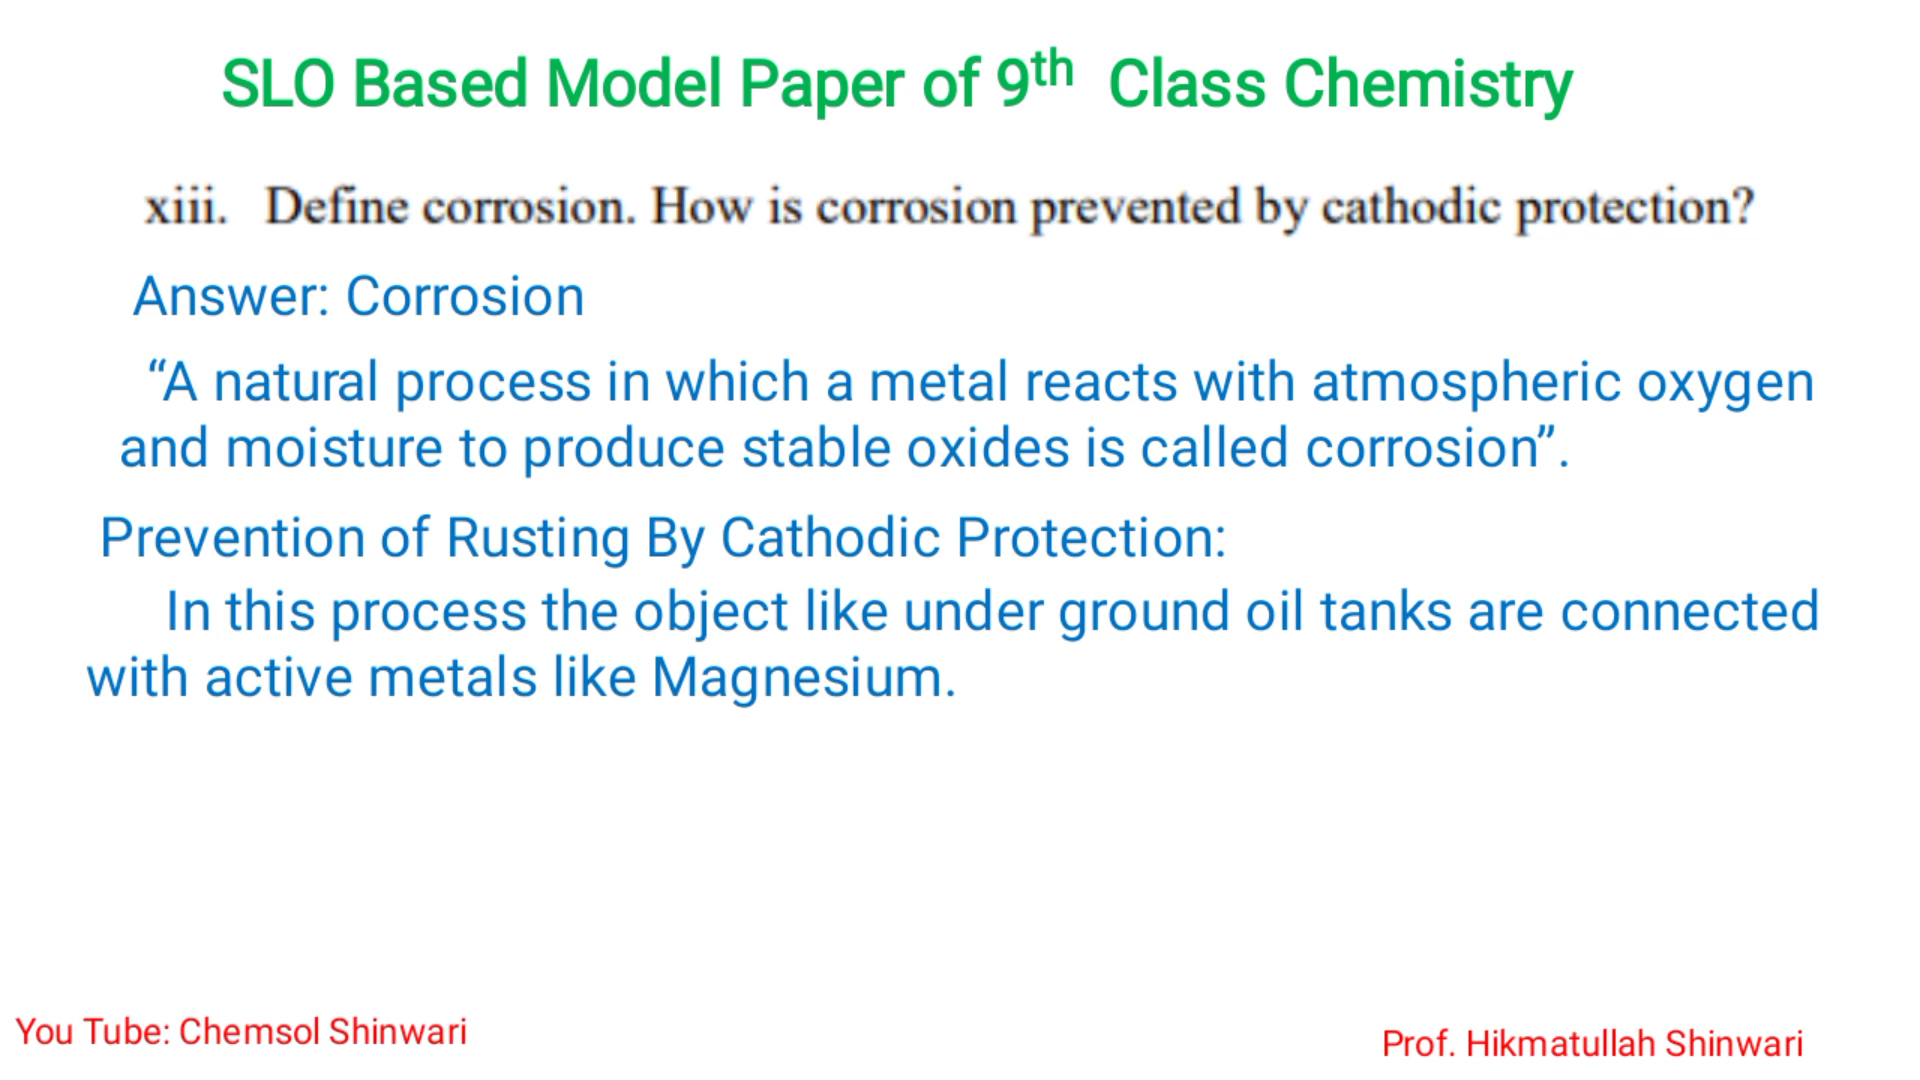 SLO Based Model Paper of 9th Class Chemistry
xiii. Define corrosion. How is corrosion prevented by cathodic protection?
Answer: Corrosion
“A natural process in which a metal reacts with atmospheric oxygen
and moisture to produce stable oxides is called corrosion”.
Prevention of Rusting By Cathodic Protection:
In this process the object like under ground oil tanks are connected
with active metals like Magnesium.
You Tube: Chemsol Shinwari
Prof. Hikmatullah Shinwari